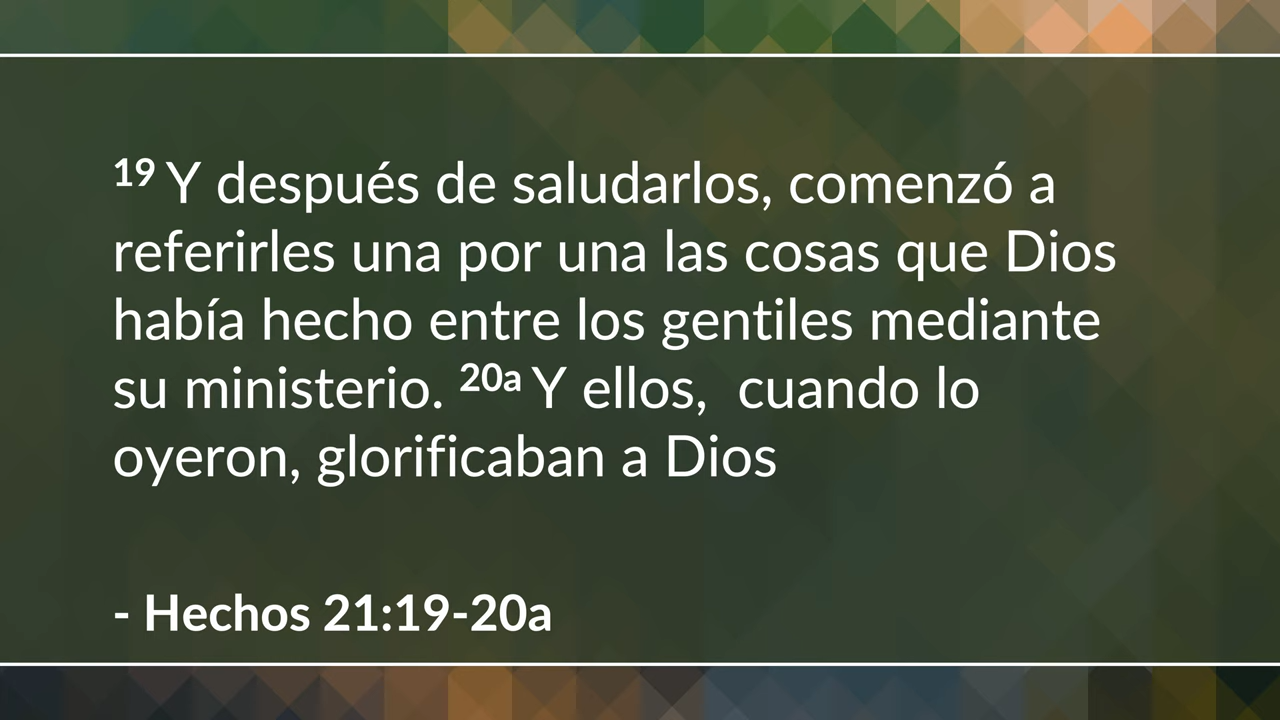 19 Y después de saludarlos, comenzó a
referirles una por una las cosas que Dios
había hecho entre los gentiles mediante
su ministerio. 20a Y ellos,  cuando lo
oyeron, glorificaban a Dios
- Hechos 21:19-20a